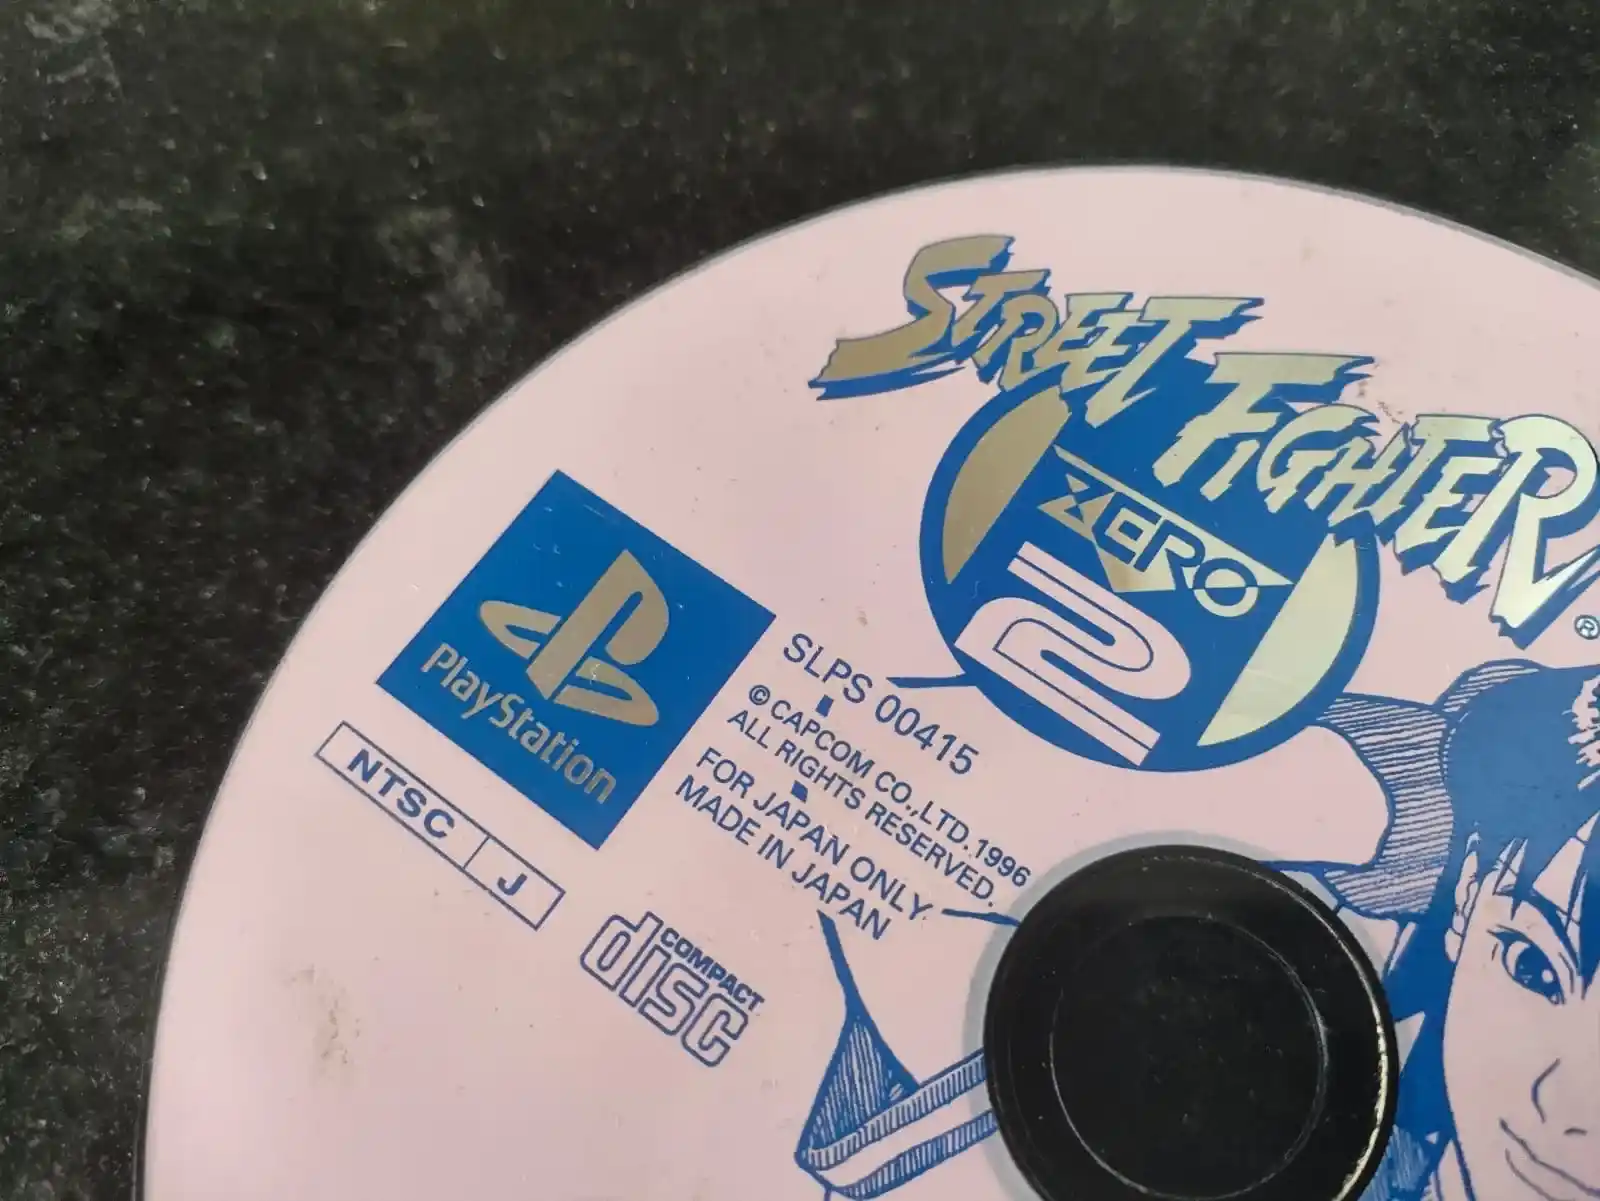 STREET FIGHTER®
ZERO
2
PlayStation
NTSC J
SLPS 00415
© CAPCOM CO.,LTD.1996
ALL RIGHTS RESERVED.
FOR JAPAN ONLY.
MADE IN JAPAN
COMPACT
disc